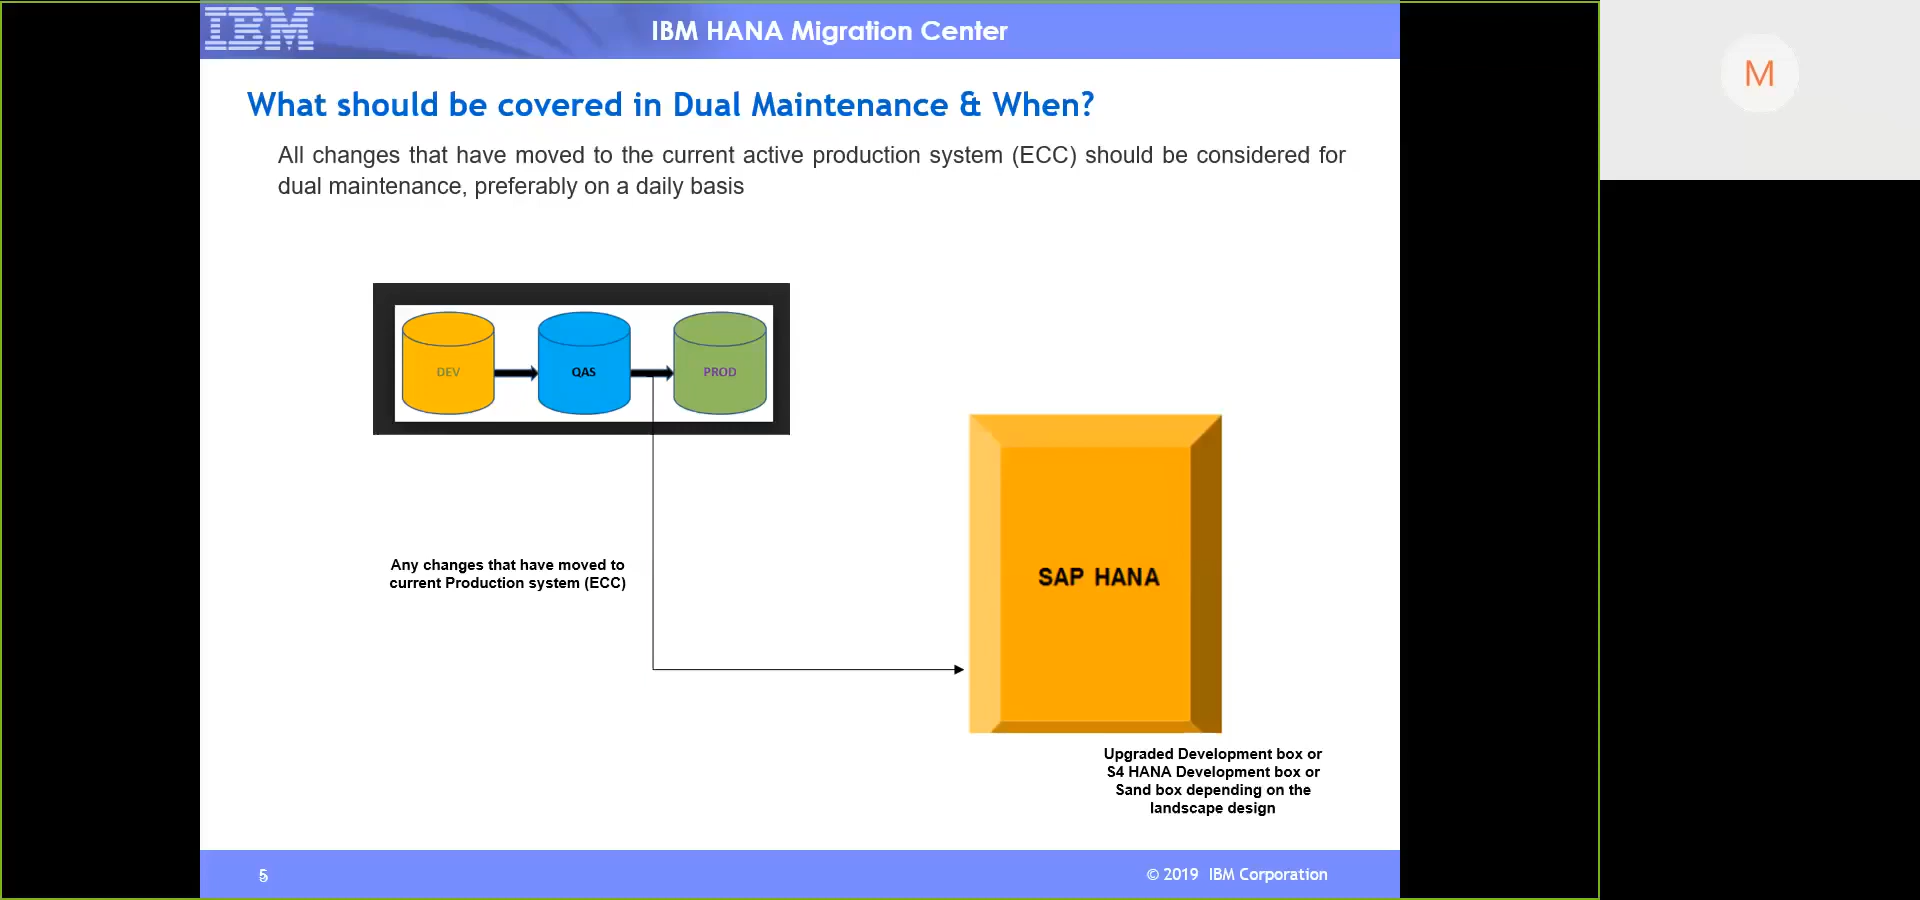 IBM
IBM HANA Migration Center
M
What should be covered in Dual Maintenance & When?
All changes that have moved to the current active production system (ECC) should be considered for
dual maintenance, preferably on a daily basis
DEV
QAS
PROD
Any changes that have moved to
current Production system (ECC)
SAP HANA
Upgraded Development box or
S4 HANA Development box or
Sand box depending on the
landscape design
5
© 2019 IBM Corporation